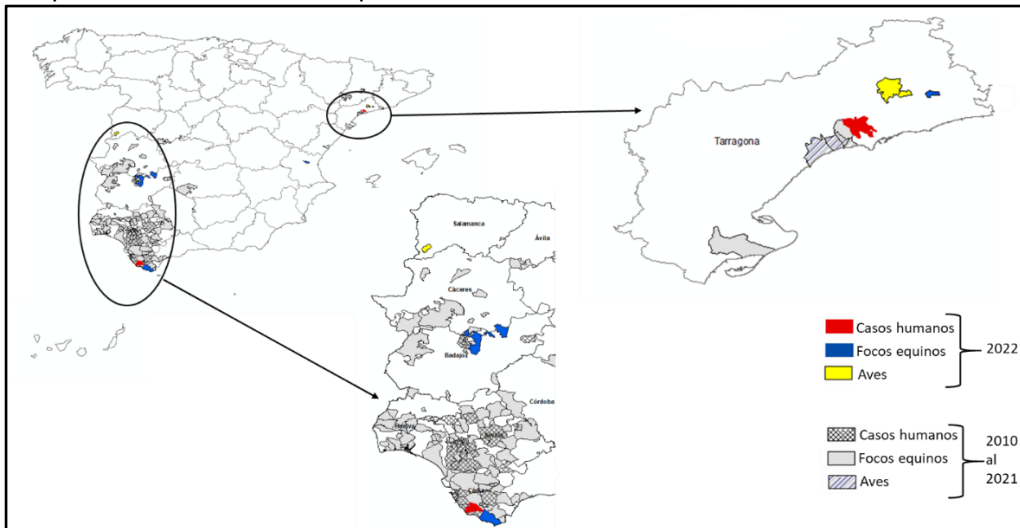 Tarragona
Salamanca
Ávila
Cáceres
Badajoz
Córdoba
Huelva
Sevilla
Casos humanos
Focos equinos
Aves
2022
Casos humanos
Focos equinos
Aves
2010
al
2021